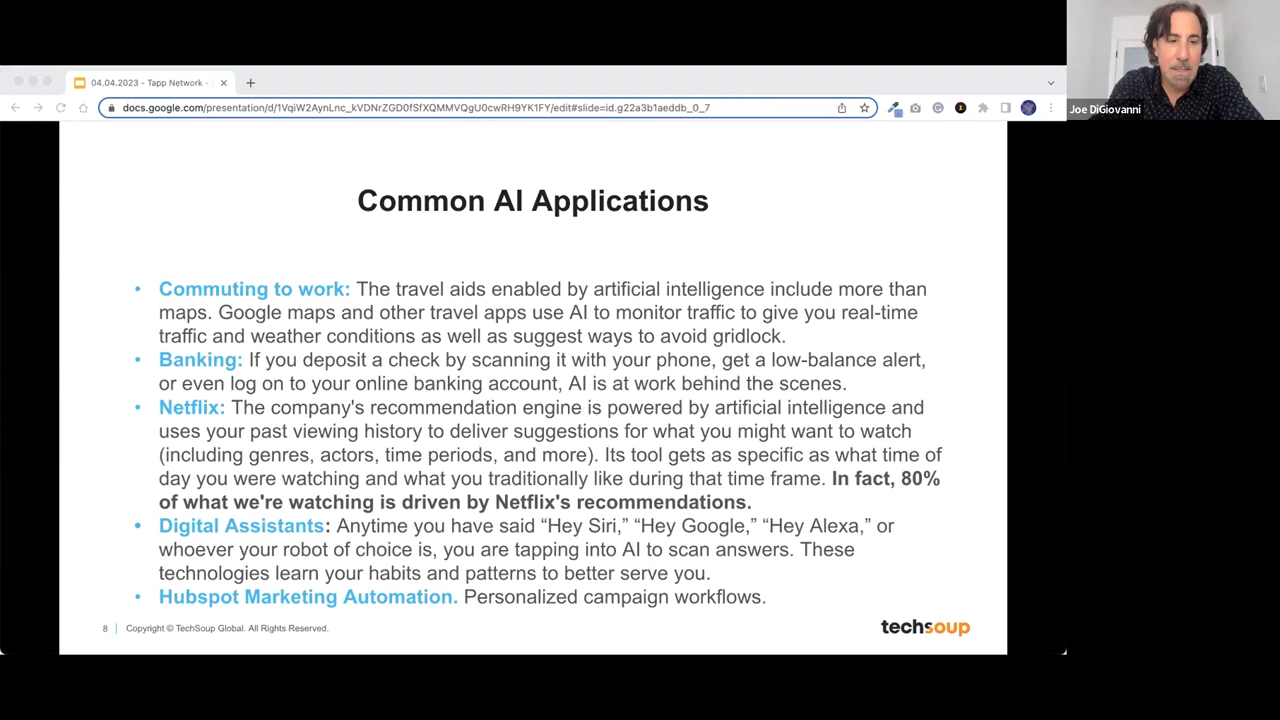 04.04.2023 - Tapp Network -
docs.google.com/presentation/d/1VqiW2AynLnc_kVDNrZGD0fSfXQMMVQgU0cwRH9YK1FY/edit#slide=id.g22a3b1aeddb_0_7
Joe DiGiovanni
Common AI Applications
• Commuting to work: The travel aids enabled by artificial intelligence include more than
maps. Google maps and other travel apps use AI to monitor traffic to give you real-time
traffic and weather conditions as well as suggest ways to avoid gridlock.
• Banking: If you deposit a check by scanning it with your phone, get a low-balance alert,
or even log on to your online banking account, AI is at work behind the scenes.
• Netflix: The company's recommendation engine is powered by artificial intelligence and
uses your past viewing history to deliver suggestions for what you might want to watch
(including genres, actors, time periods, and more). Its tool gets as specific as what time of
day you were watching and what you traditionally like during that time frame. In fact, 80%
of what we're watching is driven by Netflix's recommendations.
• Digital Assistants: Anytime you have said “Hey Siri,” “Hey Google,” “Hey Alexa,” or
whoever your robot of choice is, you are tapping into AI to scan answers. These
technologies learn your habits and patterns to better serve you.
• Hubspot Marketing Automation. Personalized campaign workflows.
8 | Copyright © TechSoup Global. All Rights Reserved.
techsoup